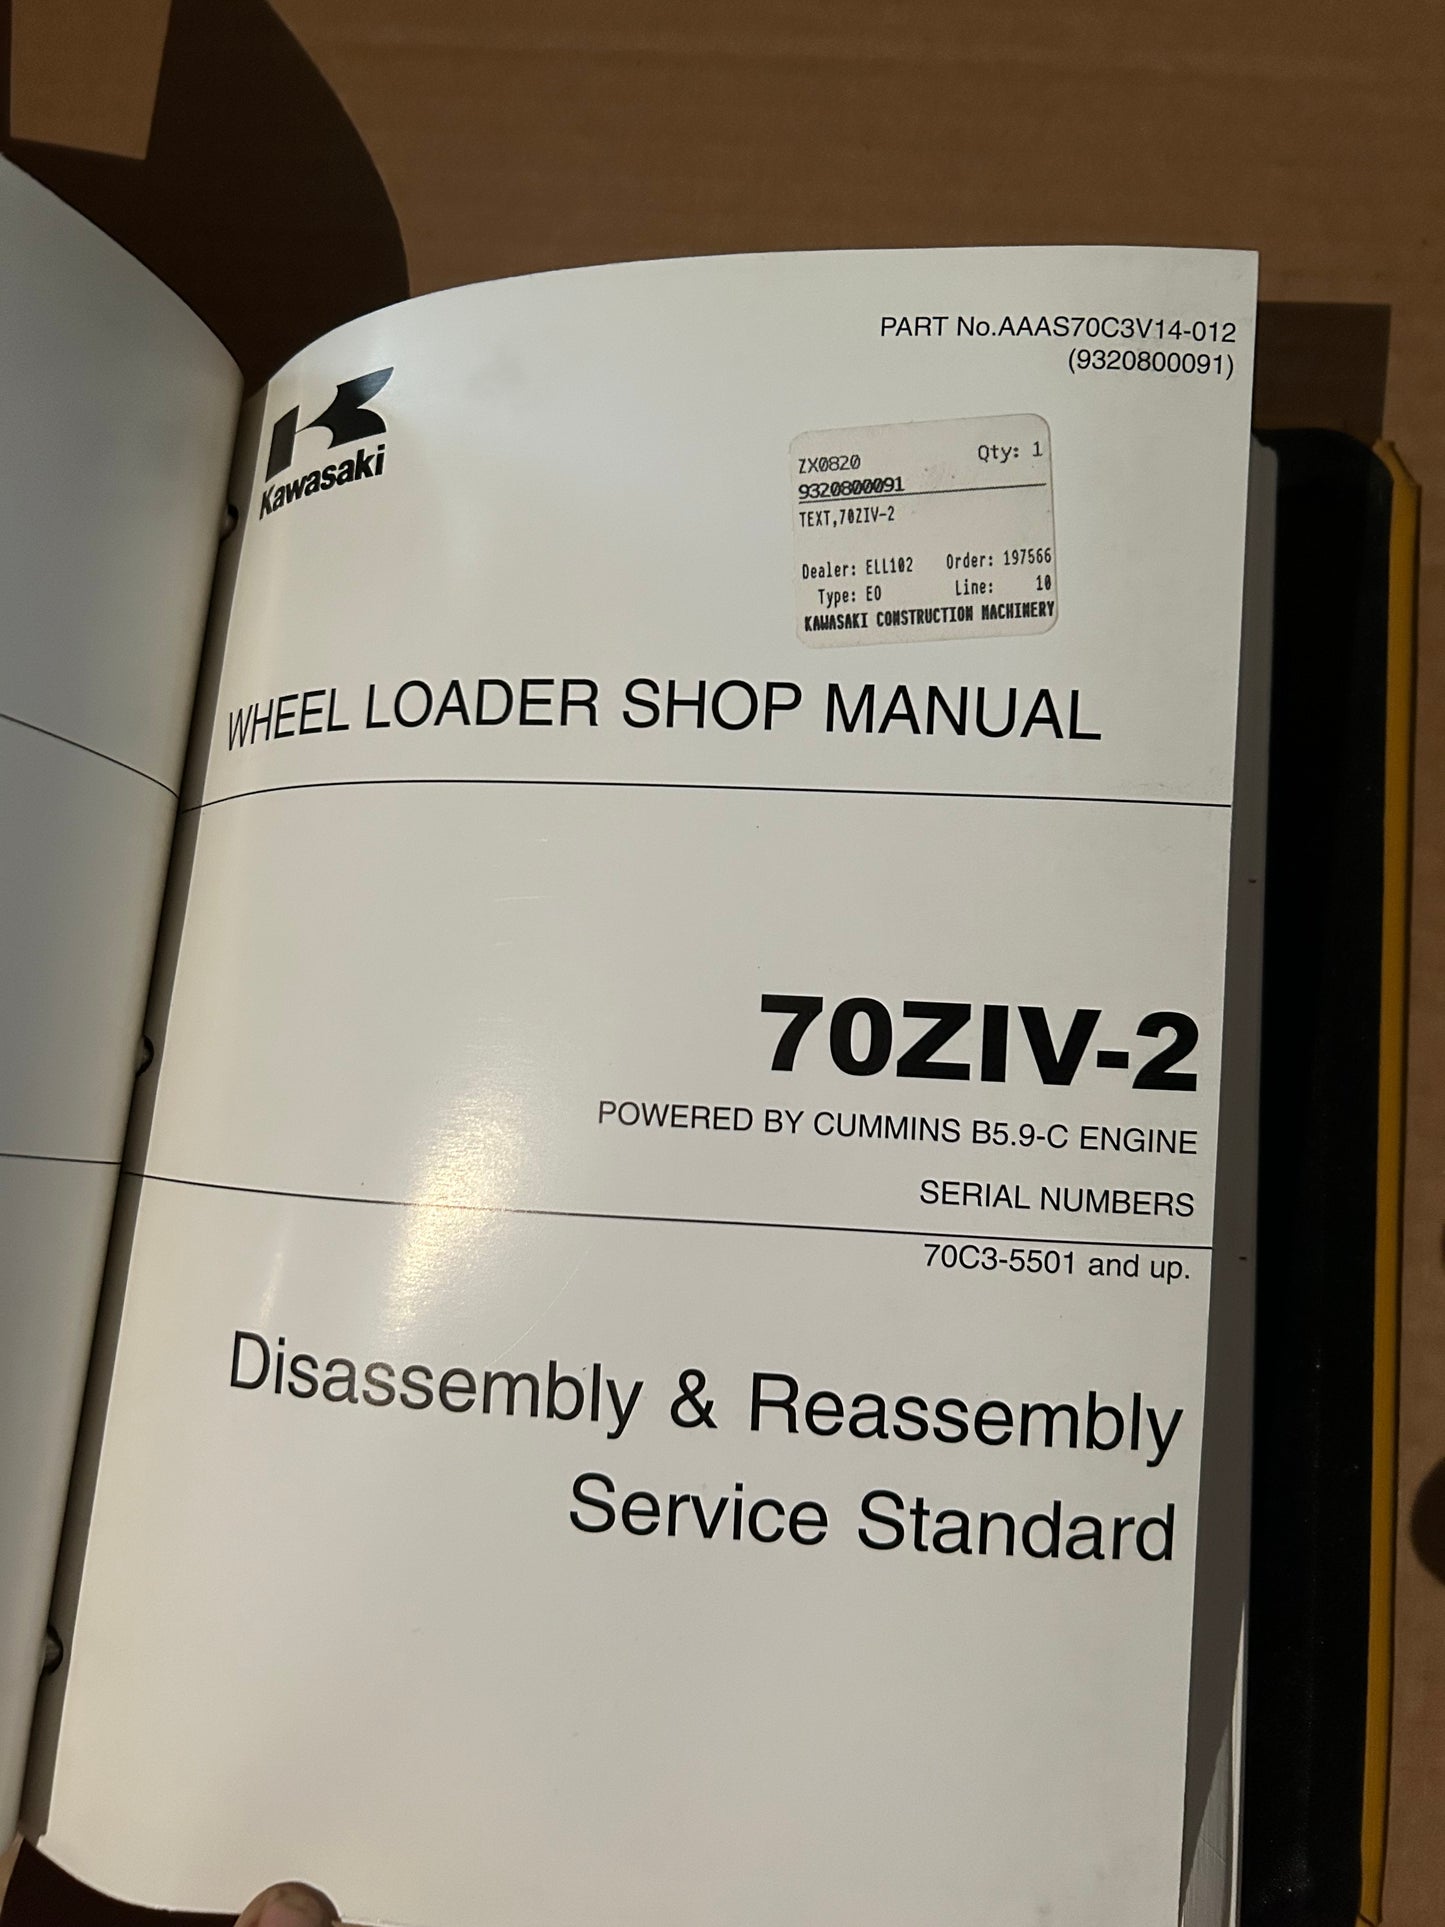 PART No.AAAS70C3V14-012
(9320800091)
Kawasaki
ZX0820 Qty: 1
9320800091
TEXT,70ZIV-2
Dealer: ELL102 Order: 197566
Type: EO Line: 10
KAWASAKI CONSTRUCTION MACHINERY
WHEEL LOADER SHOP MANUAL
70ZIV-2
POWERED BY CUMMINS B5.9-C ENGINE
SERIAL NUMBERS
70C3-5501 and up.
Disassembly & Reassembly
Service Standard